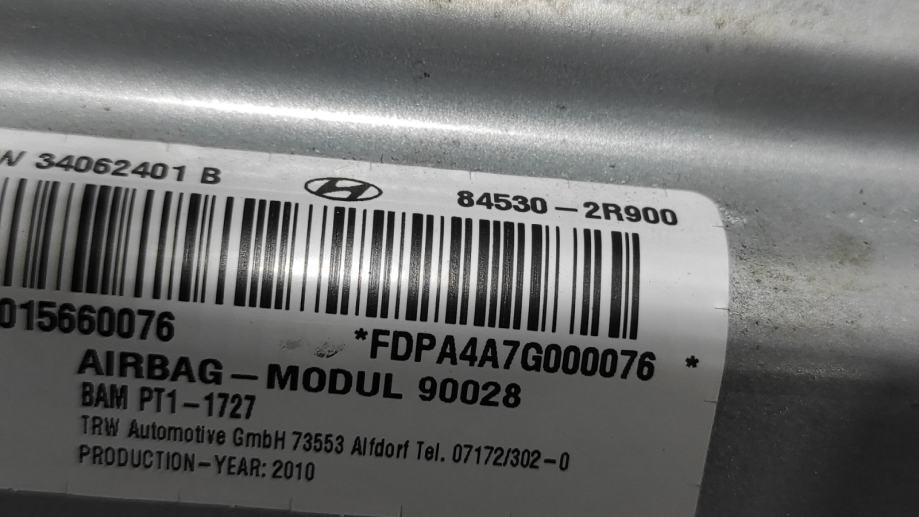 34062401 B 84530-2R900
015660076 *FDPA4A7G000076 *
AIRBAG-MODUL 90028
BAM PT1-1727
TRW Automotive GmbH 73553 Alfdorf Tel. 07172/302-0
PRODUCTION-YEAR: 2010